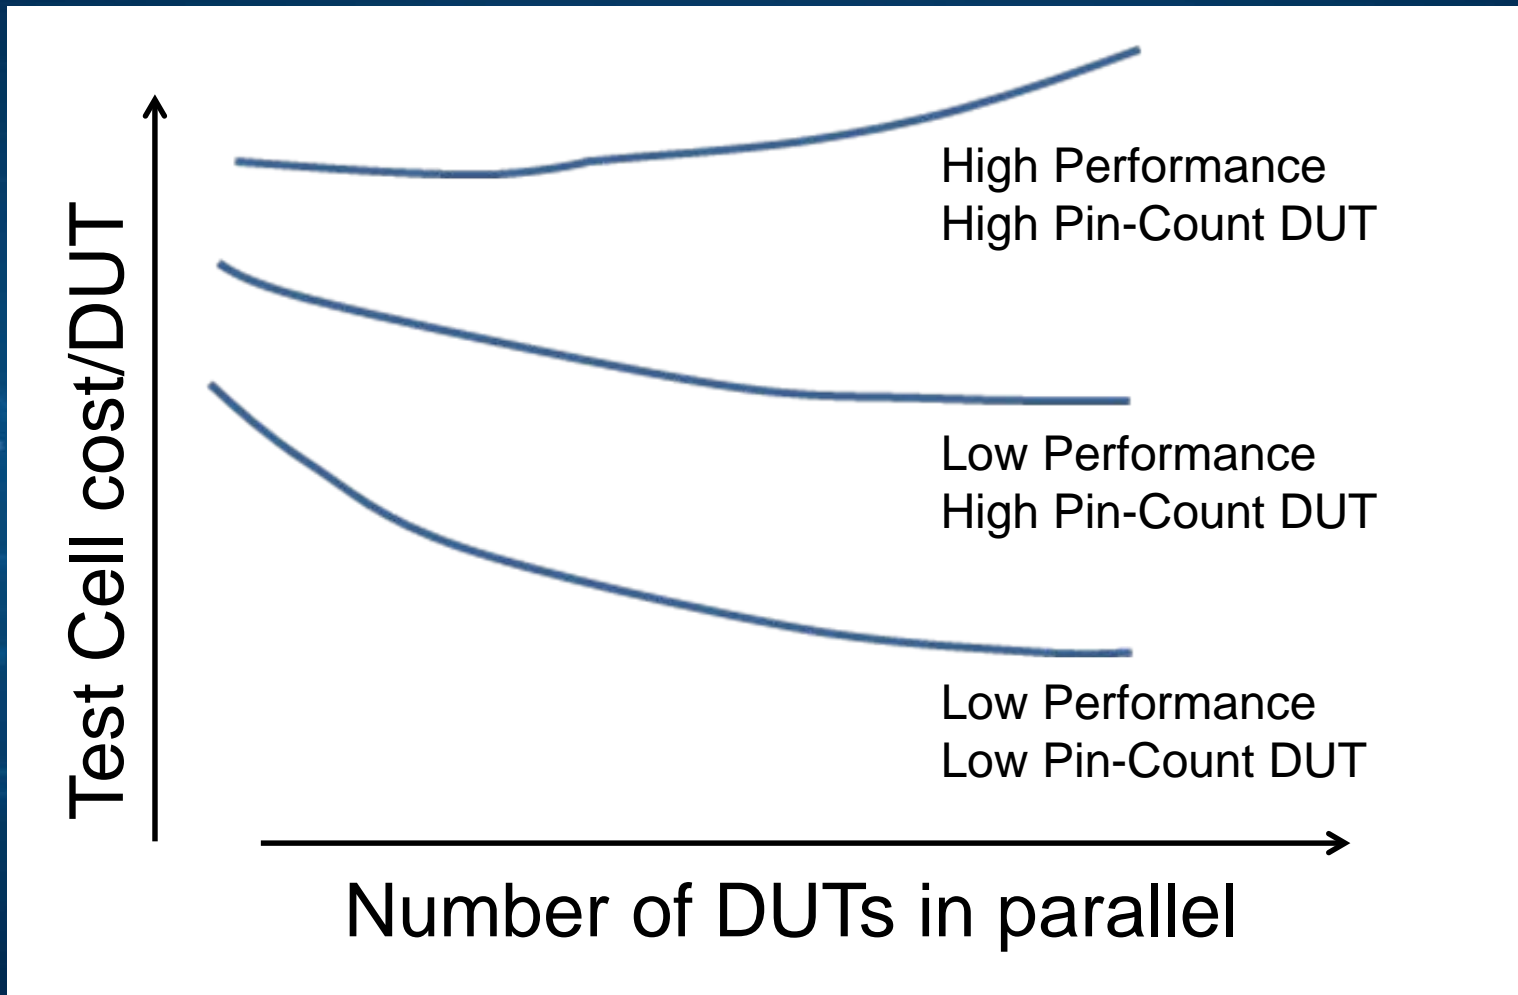 Test Cell cost/DUT
High Performance
High Pin-Count DUT
Low Performance
High Pin-Count DUT
Low Performance
Low Pin-Count DUT
Number of DUTs in parallel